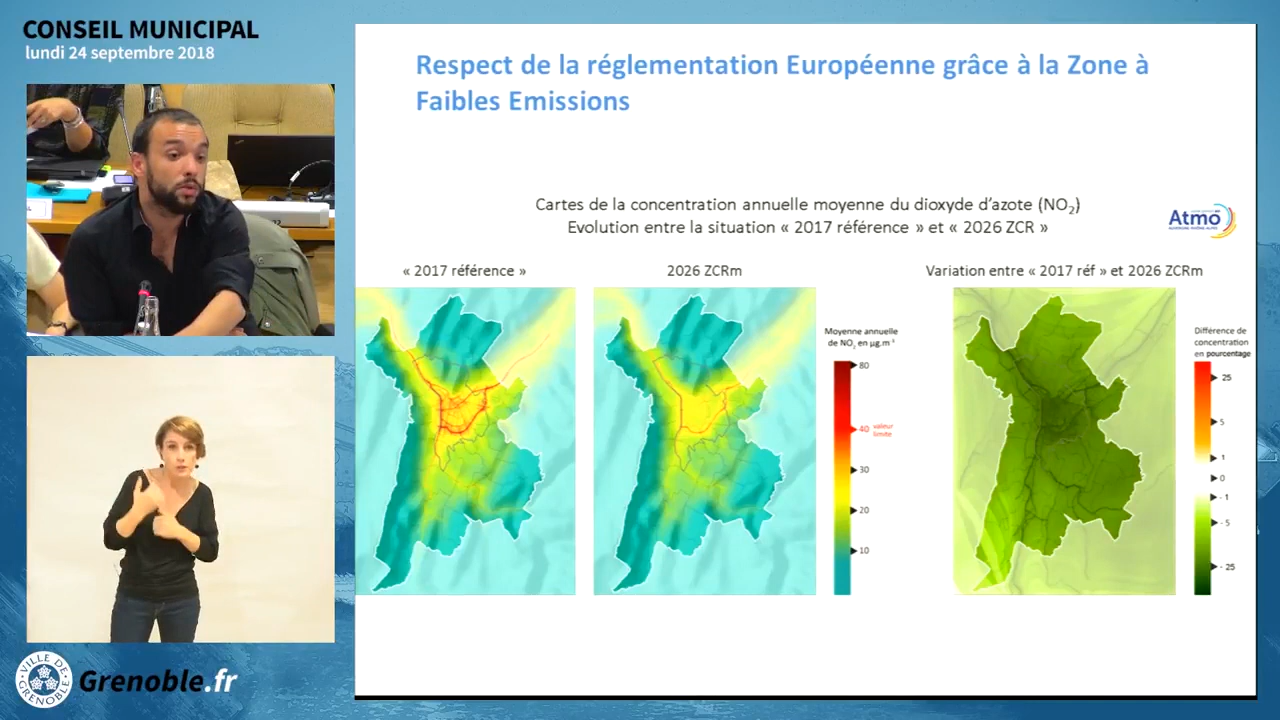 CONSEIL MUNICIPAL
lundi 24 septembre 2018
Respect de la réglementation Européenne grâce à la Zone à
Faibles Emissions
Cartes de la concentration annuelle moyenne du dioxyde d'azote (NO₂)
Evolution entre la situation « 2017 référence » et « 2026 ZCR »
Atmo
AUVERGNE-RHÔNE-ALPES
« 2017 référence »
2026 ZCRm
Variation entre « 2017 réf » et 2026 ZCRm
Moyenne annuelle
de NO₂ en µg.m⁻³
80
40 valeur
limite
30
20
10
Différence de
concentration
en pourcentage
25
5
1
0
- 1
- 5
- 25
VILLE DE
GRENOBLE
Grenoble.fr